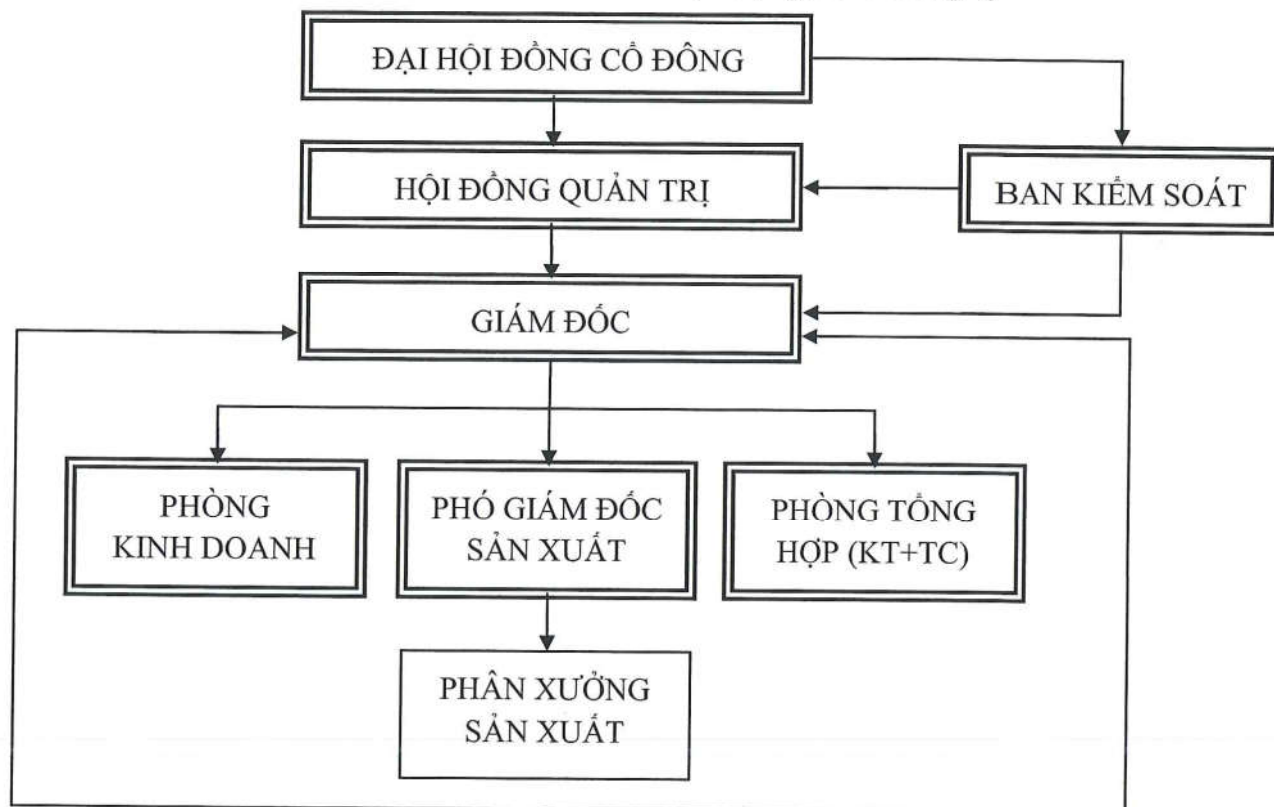 ĐẠI HỘI ĐỒNG CỔ ĐÔNG
HỘI ĐỒNG QUẢN TRỊ
BAN KIỂM SOÁT
GIÁM ĐỐC
PHÒNG
KINH DOANH
PHÓ GIÁM ĐỐC
SẢN XUẤT
PHÒNG TỔNG
HỢP (KT+TC)
PHÂN XƯỞNG
SẢN XUẤT